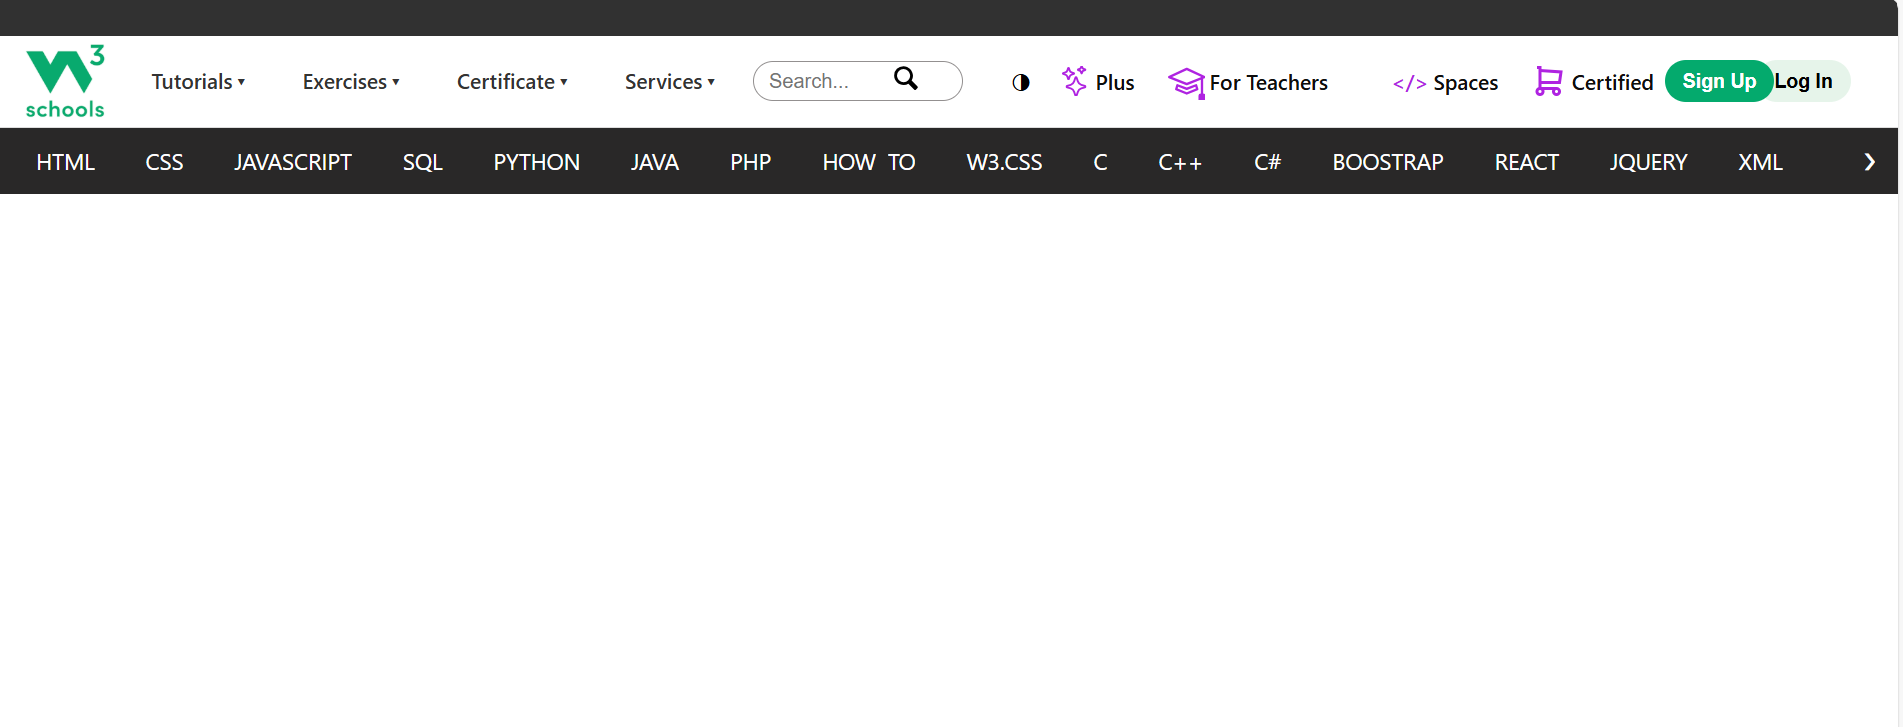 W3 schools
Tutorials ▾ Exercises ▾ Certificate ▾ Services ▾ Search... Plus For Teachers </> Spaces Certified Sign Up Log In
HTML CSS JAVASCRIPT SQL PYTHON JAVA PHP HOW TO W3.CSS C C++ C# BOOSTRAP REACT JQUERY XML ❯